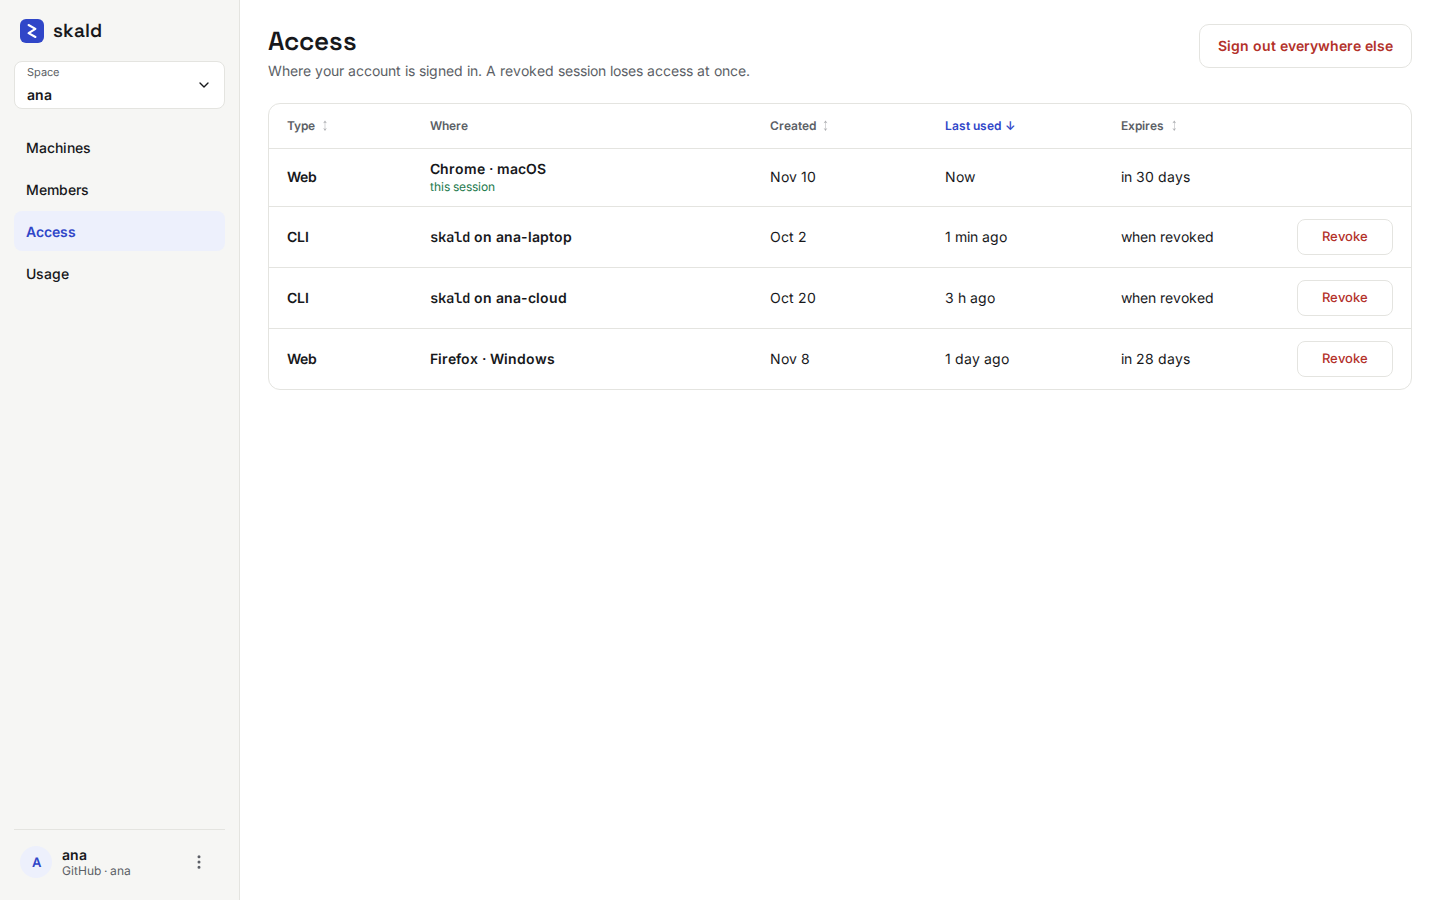 skald
Space
ana
Machines
Members
Access
Usage
A
ana
GitHub · ana
Access
Where your account is signed in. A revoked session loses access at once.
Sign out everywhere else
Type Where Created Last used Expires
Web Chrome · macOS Nov 10 Now in 30 days
this session
CLI skald on ana-laptop Oct 2 1 min ago when revoked Revoke
CLI skald on ana-cloud Oct 20 3 h ago when revoked Revoke
Web Firefox · Windows Nov 8 1 day ago in 28 days Revoke